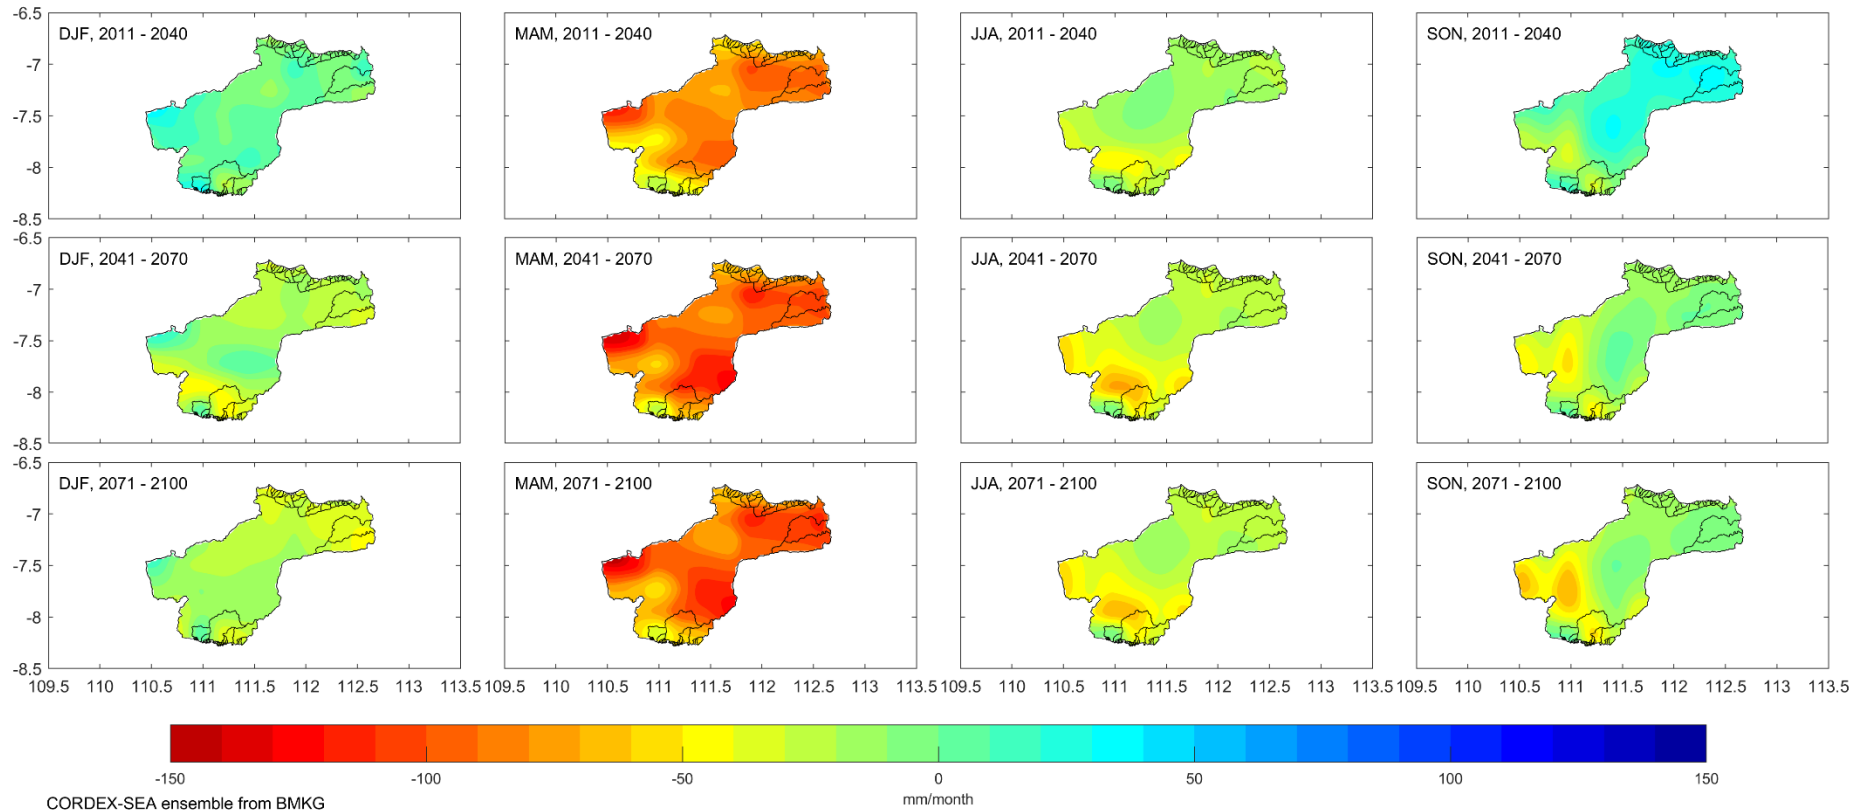 -6.5
DJF, 2011 - 2040
MAM, 2011 - 2040
JJA, 2011 - 2040
SON, 2011 - 2040
-7
-7.5
-8
-8.5
-6.5
DJF, 2041 - 2070
MAM, 2041 - 2070
JJA, 2041 - 2070
SON, 2041 - 2070
-7
-7.5
-8
-8.5
-6.5
DJF, 2071 - 2100
MAM, 2071 - 2100
JJA, 2071 - 2100
SON, 2071 - 2100
-7
-7.5
-8
-8.5
109.5 110 110.5 111 111.5 112 112.5 113 113.5
109.5 110 110.5 111 111.5 112 112.5 113 113.5
109.5 110 110.5 111 111.5 112 112.5 113 113.5
109.5 110 110.5 111 111.5 112 112.5 113 113.5
-150 -100 -50 0 50 100 150
mm/month
CORDEX-SEA ensemble from BMKG